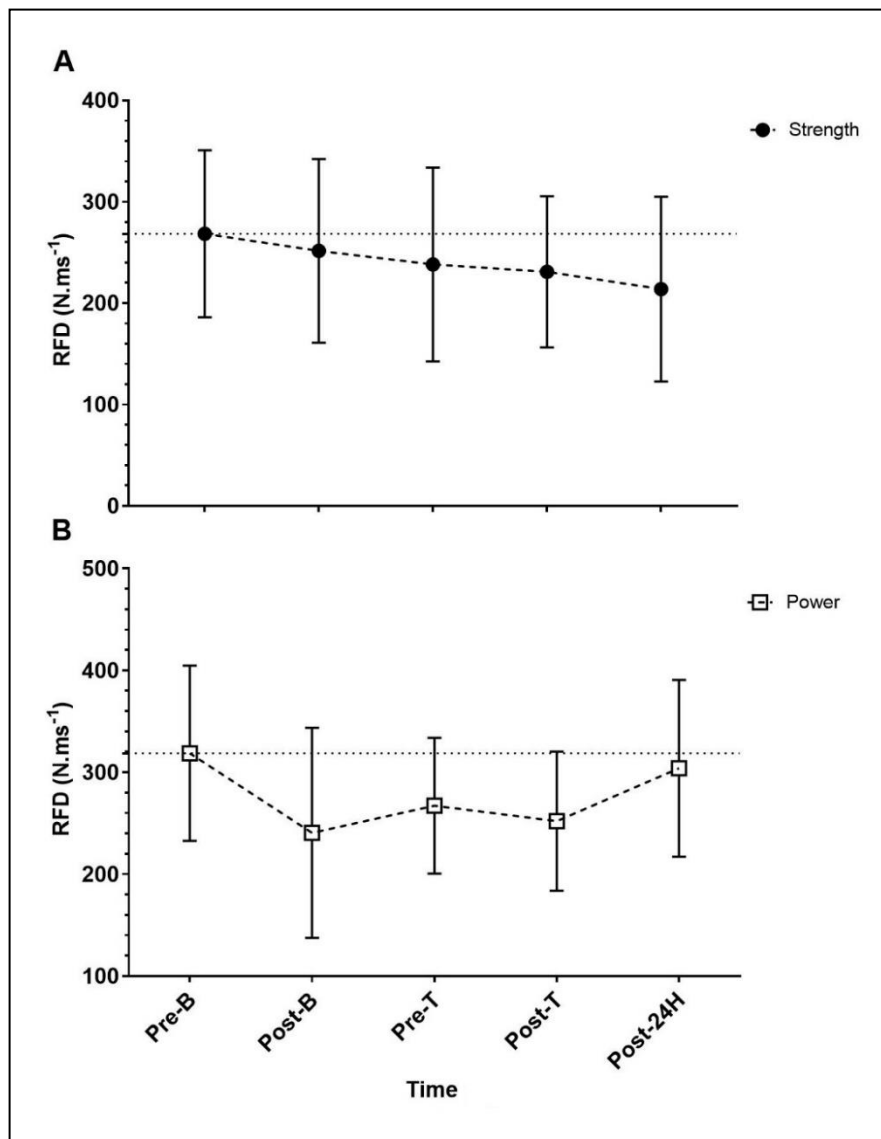 A
400
Strength
300
RFD (N.ms⁻¹)
200
100
0
B
500
Power
400
RFD (N.ms⁻¹)
300
200
100
Pre-B
Post-B
Pre-T
Post-T
Post-24H
Time